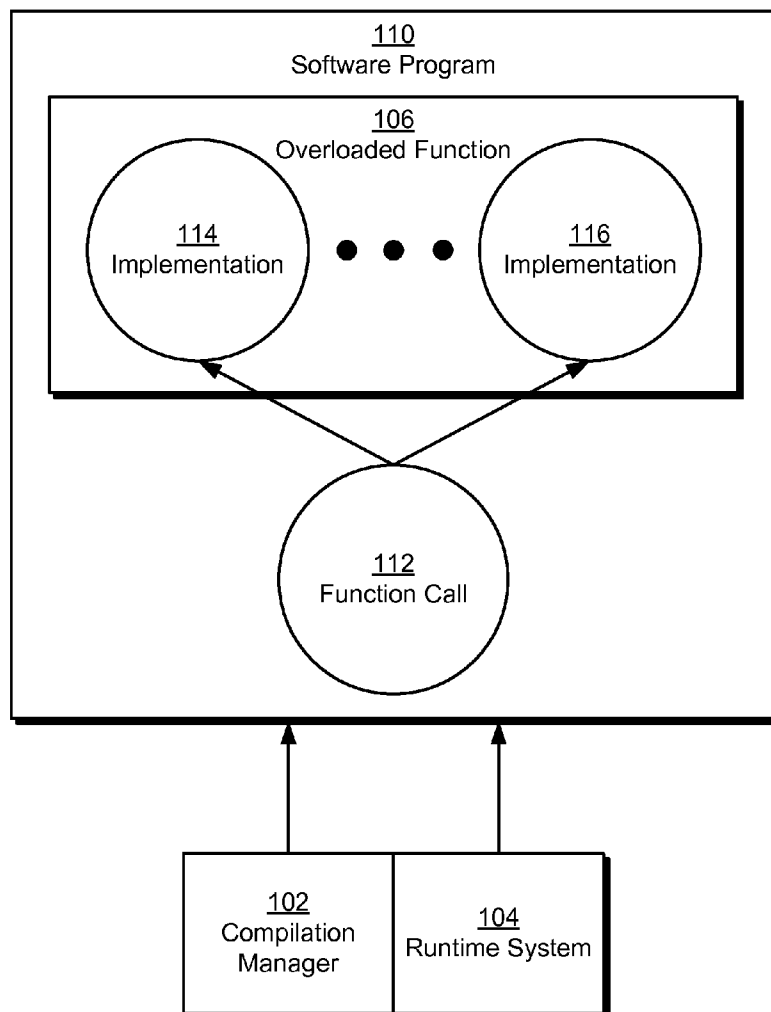 110
Software Program
106
Overloaded Function
114
Implementation
116
Implementation
112
Function Call
102
Compilation
Manager
104
Runtime System